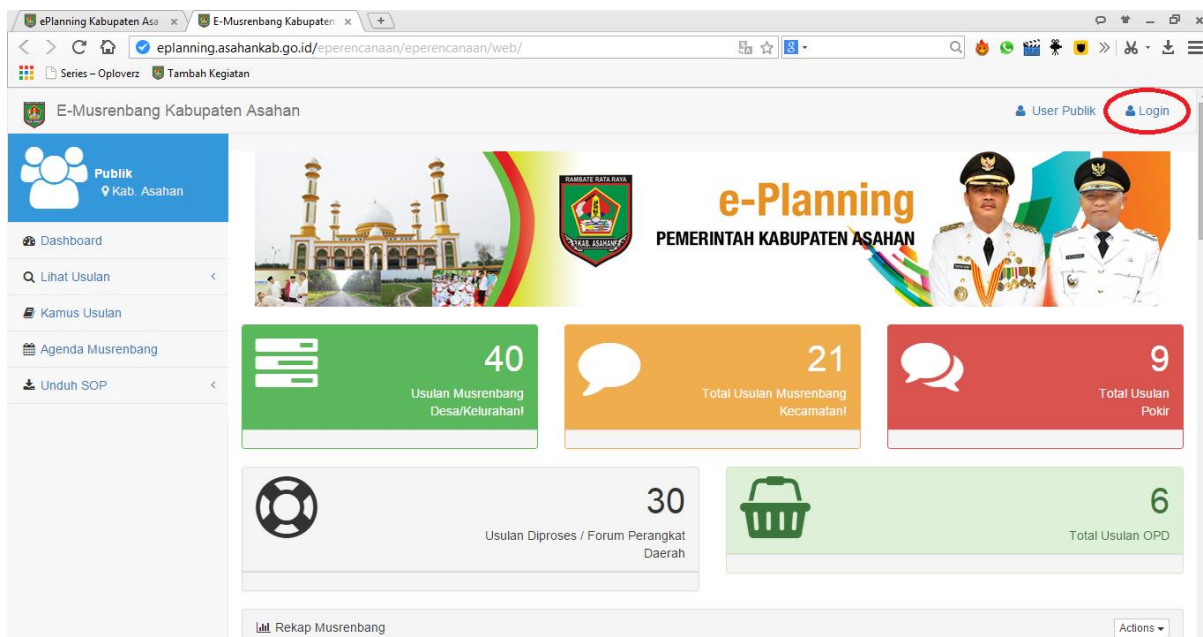 ePlanning Kabupaten Asa
E-Musrenbang Kabupaten
eplanning.asahankab.go.id/eperencanaan/eperencanaan/web/
Series – Oploverz
Tambah Kegiatan
E-Musrenbang Kabupaten Asahan
User Publik
Login
Publik
Kab. Asahan
Dashboard
Lihat Usulan
Kamus Usulan
Agenda Musrenbang
Unduh SOP
RAMBATE RATA RAYA
KAB. ASAHAN
e-Planning
PEMERINTAH KABUPATEN ASAHAN
40
Usulan Musrenbang
Desa/Kelurahan!
21
Total Usulan Musrenbang
Kecamatan!
9
Total Usulan
Pokir
30
Usulan Diproses / Forum Perangkat
Daerah
6
Total Usulan OPD
Rekap Musrenbang
Actions